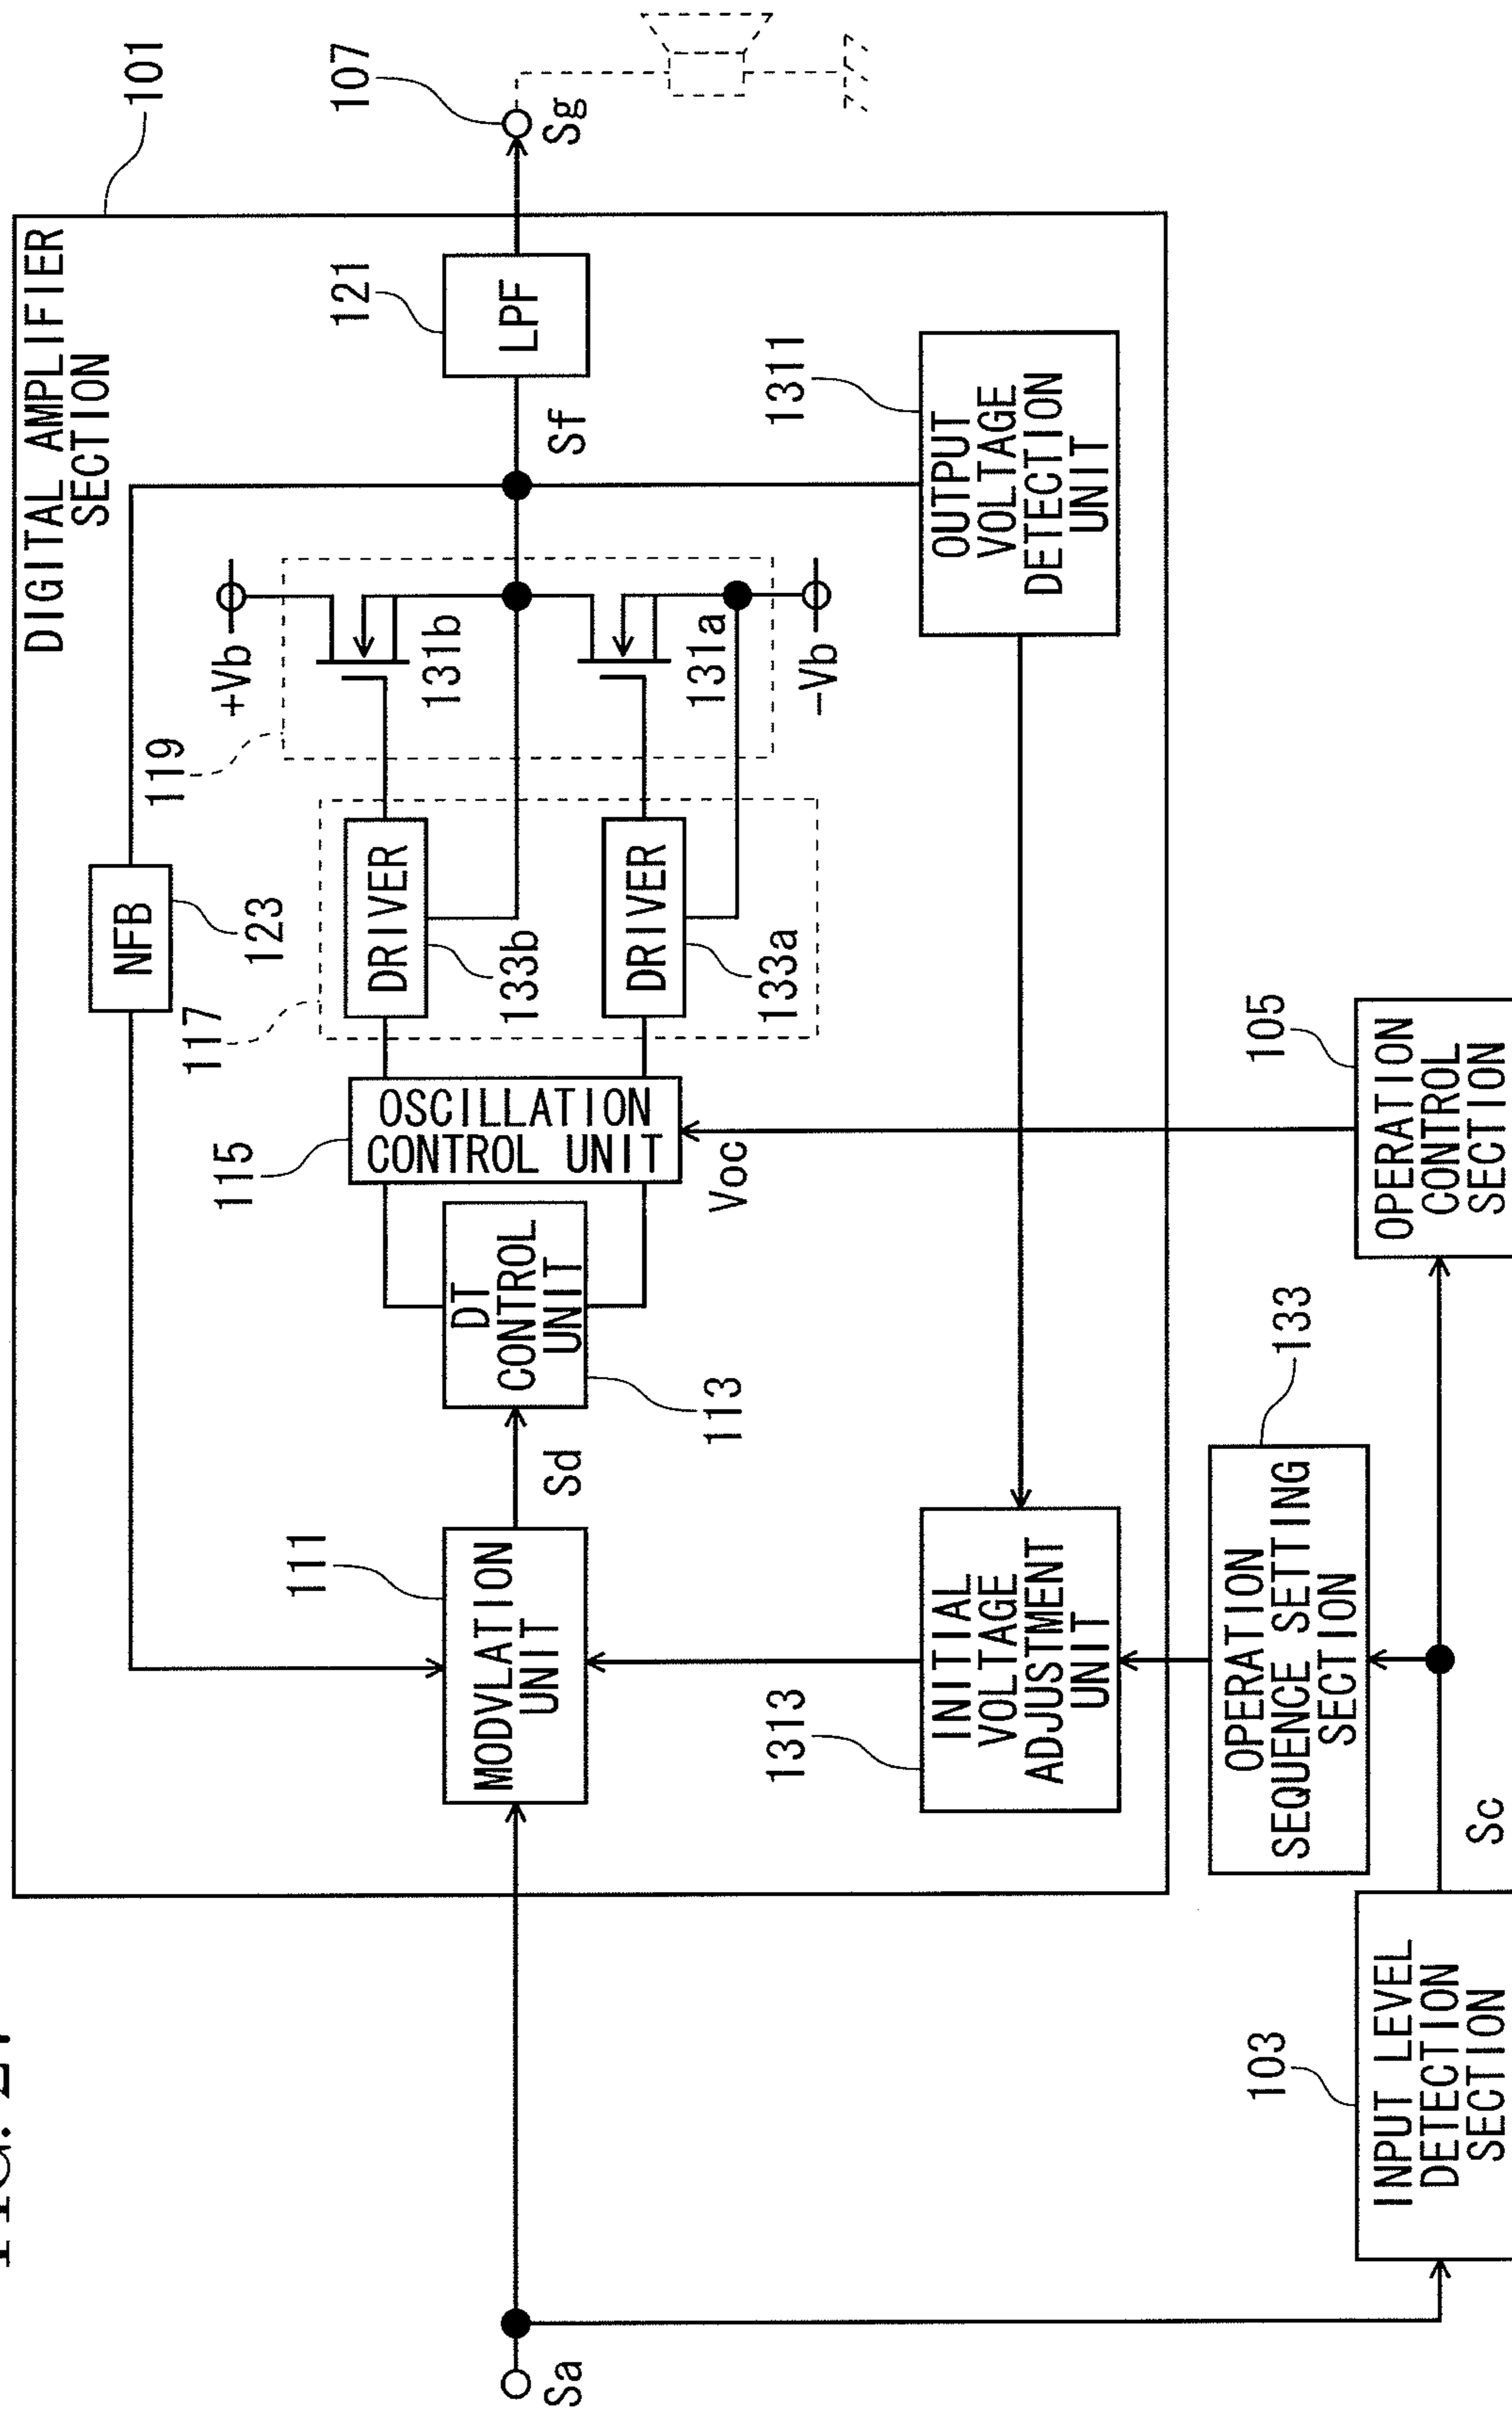 DIGITAL AMPLIFIER
SECTION
101
NFB
123
+Vb
119
117
111
MODVLATION
UNIT
Sd
DT
CONTROL
UNIT
113
115
OSCILLATION
CONTROL UNIT
Voc
DRIVER
133b
DRIVER
133a
131b
131a
-Vb
Sf
121
LPF
107
Sg
Sa
1313
INITIAL
VOLTAGE
ADJUSTMENT
UNIT
1311
OUTPUT
VOLTAGE
DETECTION
UNIT
OPERATION
SEQUENCE SETTING
SECTION
133
103
INPUT LEVEL
DETECTION
SECTION
Sc
105
OPERATION
CONTROL
SECTION